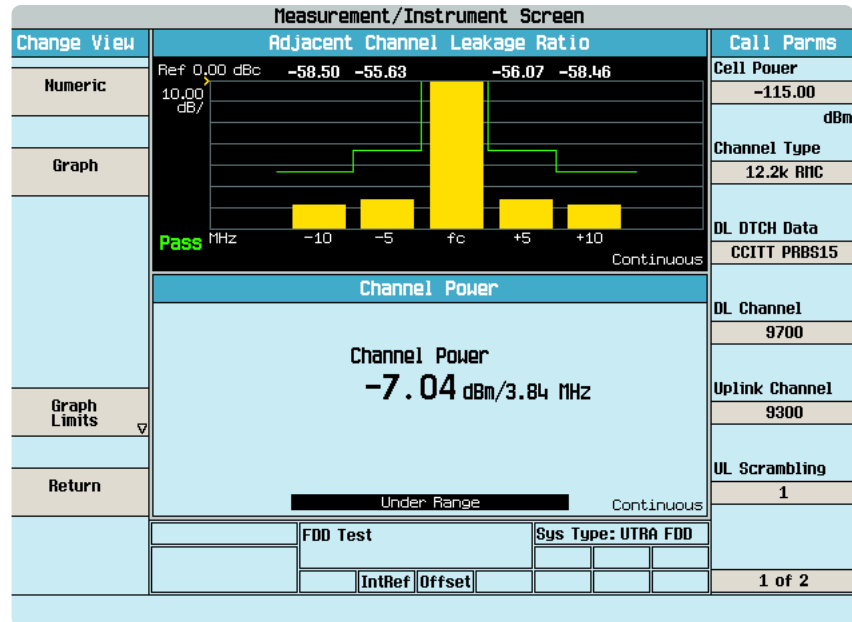 Measurement/Instrument Screen
Change View
Numeric
Graph
Graph
Limits
Return
Adjacent Channel Leakage Ratio
Ref 0.00 dBc
-58.50 -55.63 -56.07 -58.46
10.00
dB/
Pass MHz -10 -5 fc +5 +10
Continuous
Channel Power
Channel Power
-7.04 dBm/3.84 MHz
Under Range
Continuous
FDD Test
Sys Type: UTRA FDD
IntRef Offset
Call Parms
Cell Power
-115.00
dBm
Channel Type
12.2k RMC
DL DTCH Data
CCITT PRBS15
DL Channel
9700
Uplink Channel
9300
UL Scrambling
1
1 of 2